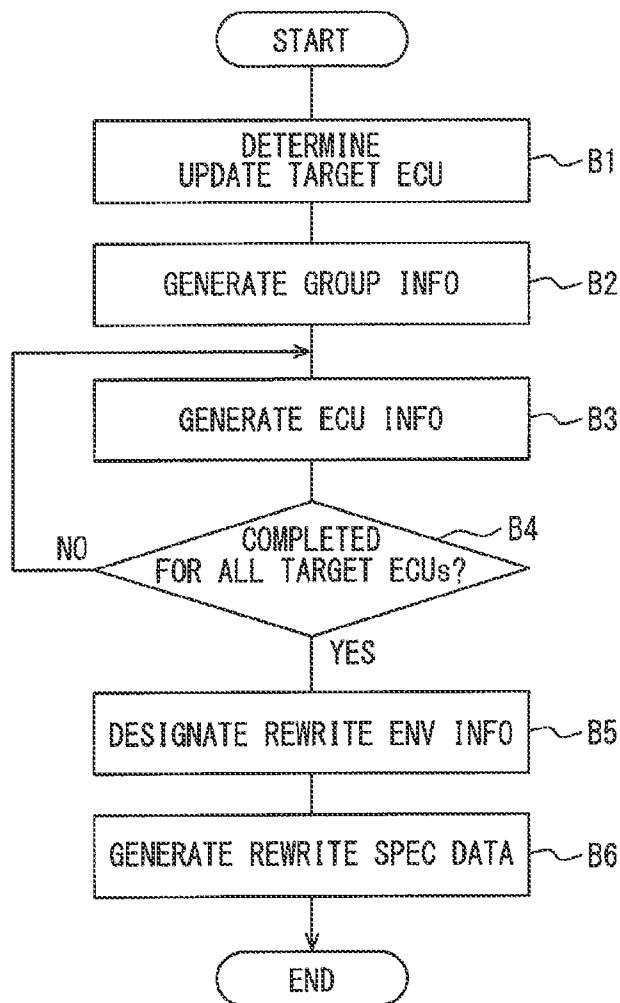 START
DETERMINE
UPDATE TARGET ECU
B1
GENERATE GROUP INFO
B2
GENERATE ECU INFO
B3
COMPLETED
FOR ALL TARGET ECUs?
B4
NO
YES
DESIGNATE REWRITE ENV INFO
B5
GENERATE REWRITE SPEC DATA
B6
END